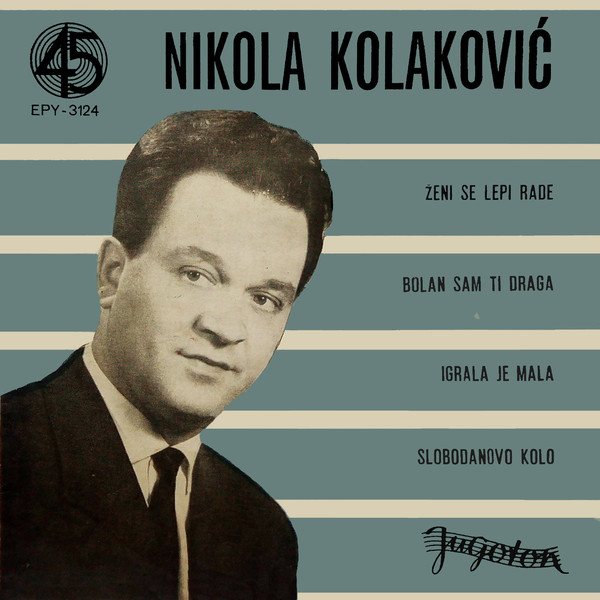 45
EPY-3124
NIKOLA KOLAKOVIĆ
ŽENI SE LEPI RADE
BOLAN SAM TI DRAGA
IGRALA JE MALA
SLOBODANOVO KOLO
Jugoton